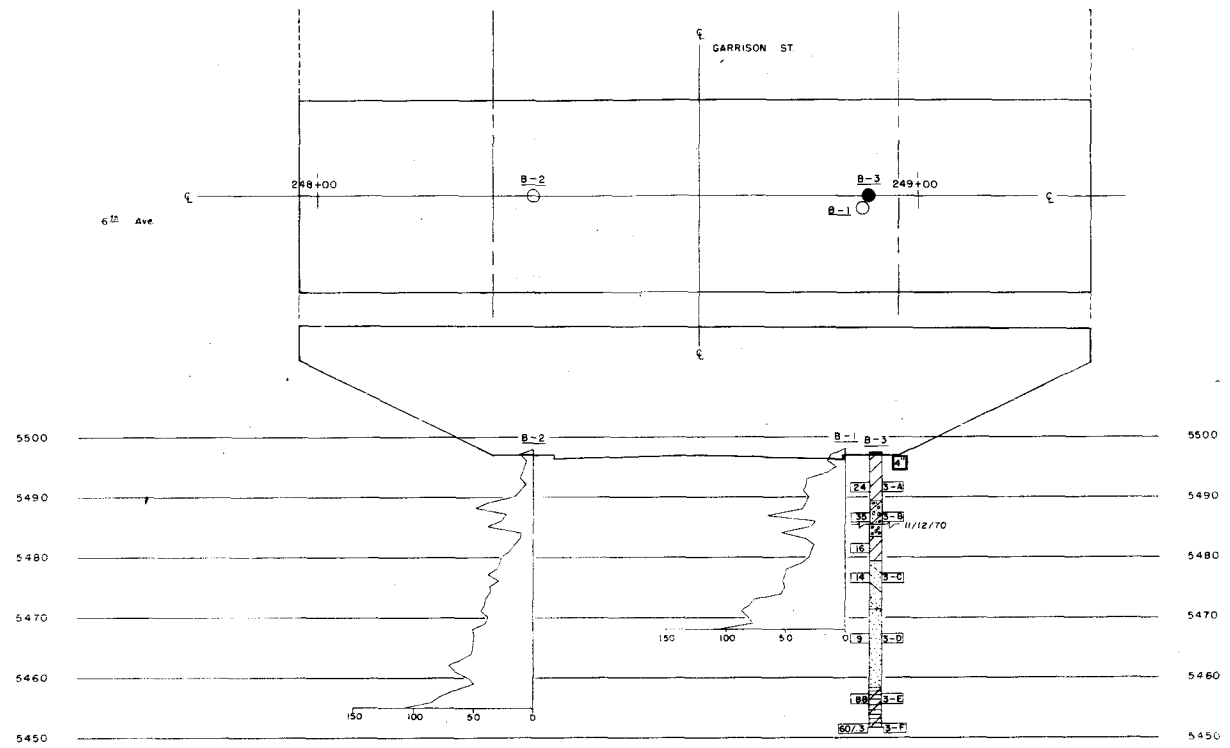 ℄
GARRISON ST.
248+00
B-2
B-3
249+00
℄
℄
B-1
6th Ave
℄
5500
B-2
B-1
B-3
5500
4"
24
3-A
5490
5490
35
3-B
11/12/70
16
5480
5480
14
3-C
5470
5470
150
100
50
0
9
3-D
5460
5460
88
3-E
150
100
50
0
60/.3
3-F
5450
5450